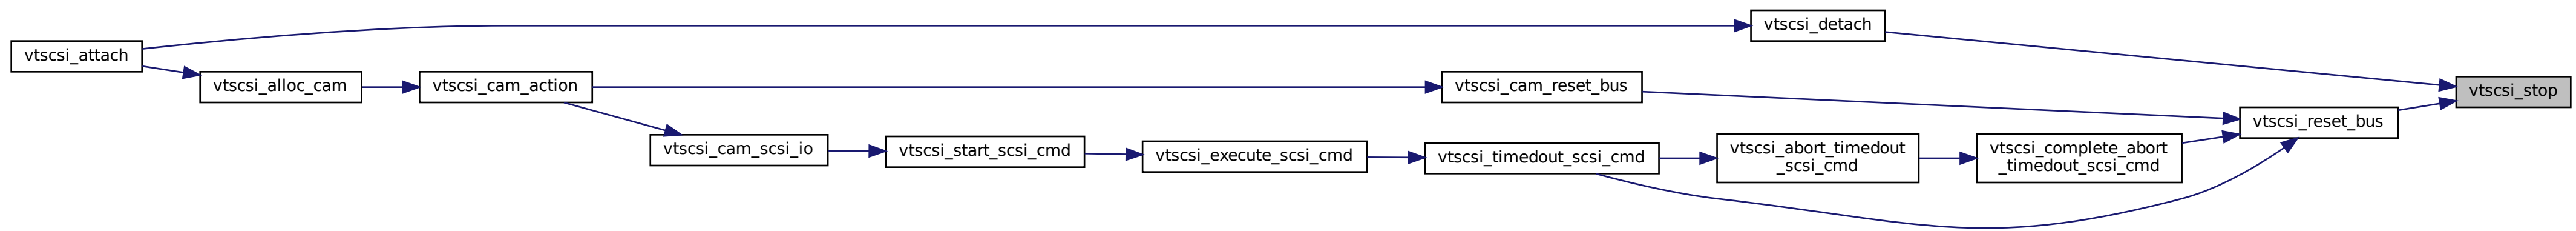 vtscsi_attach
vtscsi_alloc_cam
vtscsi_cam_action
vtscsi_cam_scsi_io
vtscsi_start_scsi_cmd
vtscsi_execute_scsi_cmd
vtscsi_cam_reset_bus
vtscsi_timedout_scsi_cmd
vtscsi_detach
vtscsi_abort_timedout
_scsi_cmd
vtscsi_complete_abort
_timedout_scsi_cmd
vtscsi_reset_bus
vtscsi_stop